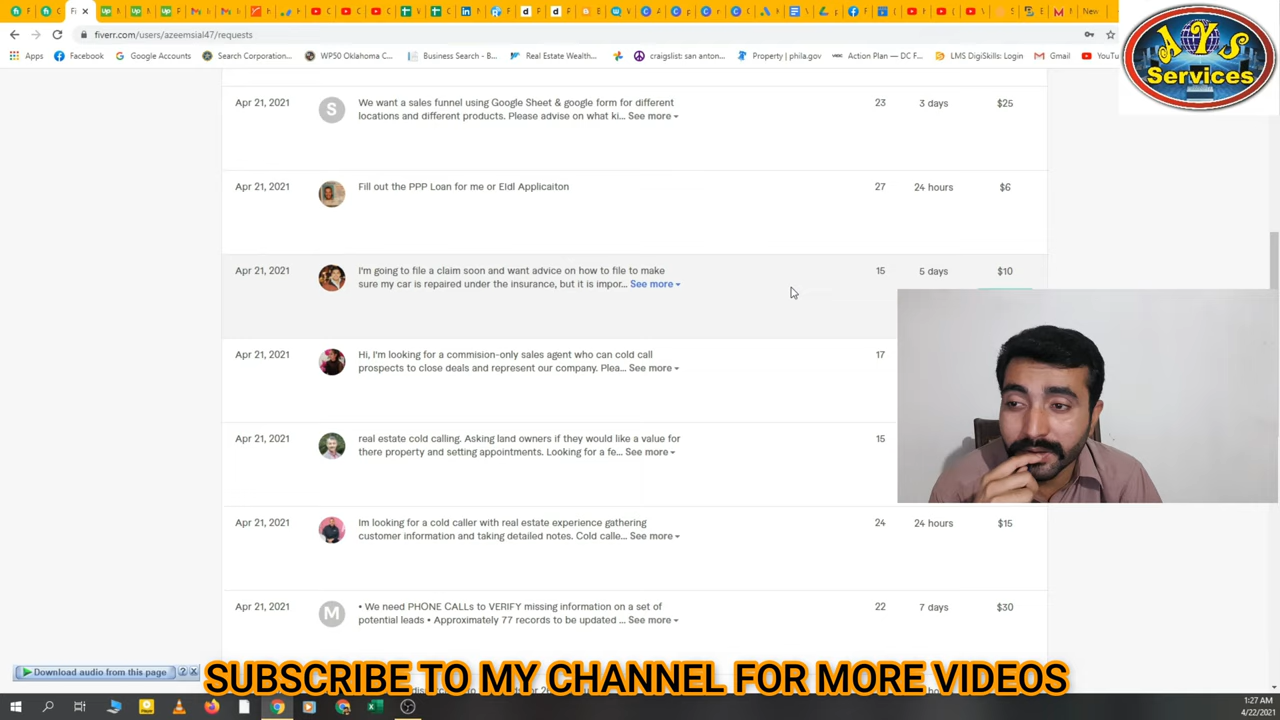 fiverr.com/users/azeemsial47/requests
Apps
Facebook
Google Accounts
Search Corporation...
WP50 Oklahoma C...
Business Search - B...
Real Estate Wealth...
craigslist: san anton...
Property | phila.gov
Action Plan — DC F...
LMS DigiSkills: Login
Gmail
YouTu
New
A Y S
Services
Apr 21, 2021
S
We want a sales funnel using Google Sheet & google form for different
locations and different products. Please advise on what ki... See more
23
3 days
$25
Apr 21, 2021
Fill out the PPP Loan for me or Eldl Applicaiton
27
24 hours
$6
Apr 21, 2021
I'm going to file a claim soon and want advice on how to file to make
sure my car is repaired under the insurance, but it is impor... See more
15
5 days
$10
Apr 21, 2021
Hi, I'm looking for a commision-only sales agent who can cold call
prospects to close deals and represent our company. Plea... See more
17
Apr 21, 2021
real estate cold calling. Asking land owners if they would like a value for
there property and setting appointments. Looking for a fe... See more
15
Apr 21, 2021
Im looking for a cold caller with real estate experience gathering
customer information and taking detailed notes. Cold calle... See more
24
24 hours
$15
Apr 21, 2021
M
• We need PHONE CALLs to VERIFY missing information on a set of
potential leads • Approximately 77 records to be updated ... See more
22
7 days
$30
Download audio from this page
?
X
SUBSCRIBE TO MY CHANNEL FOR MORE VIDEOS
1:27 AM
4/22/2021